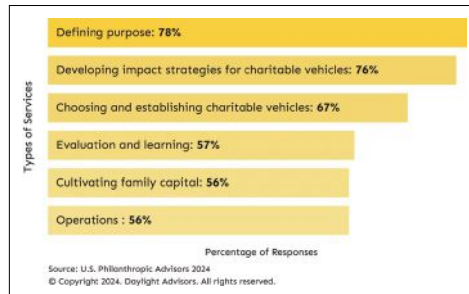 Types of Services
Defining purpose: 78%
Developing impact strategies for charitable vehicles: 76%
Choosing and establishing charitable vehicles: 67%
Evaluation and learning: 57%
Cultivating family capital: 56%
Operations : 56%
Percentage of Responses
Source: U.S. Philanthropic Advisors 2024
© Copyright 2024. Daylight Advisors. All rights reserved.